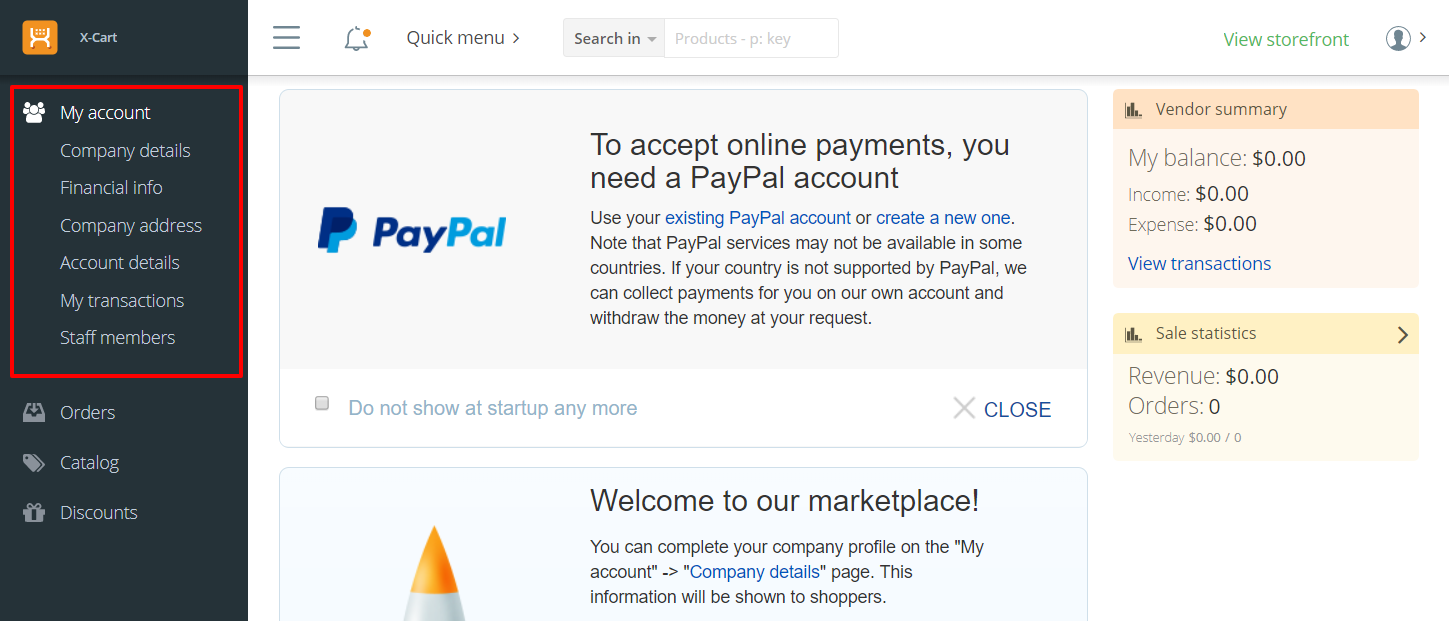 X-Cart
Quick menu
Search in
Products - p: key
View storefront
My account
Company details
Financial info
Company address
Account details
My transactions
Staff members
Orders
Catalog
Discounts
PayPal
To accept online payments, you
need a PayPal account
Use your existing PayPal account or create a new one.
Note that PayPal services may not be available in some
countries. If your country is not supported by PayPal, we
can collect payments for you on our own account and
withdraw the money at your request.
Do not show at startup any more
CLOSE
Welcome to our marketplace!
You can complete your company profile on the "My
account" -> "Company details" page. This
information will be shown to shoppers.
Vendor summary
My balance: $0.00
Income: $0.00
Expense: $0.00
View transactions
Sale statistics
Revenue: $0.00
Orders: 0
Yesterday $0.00 / 0